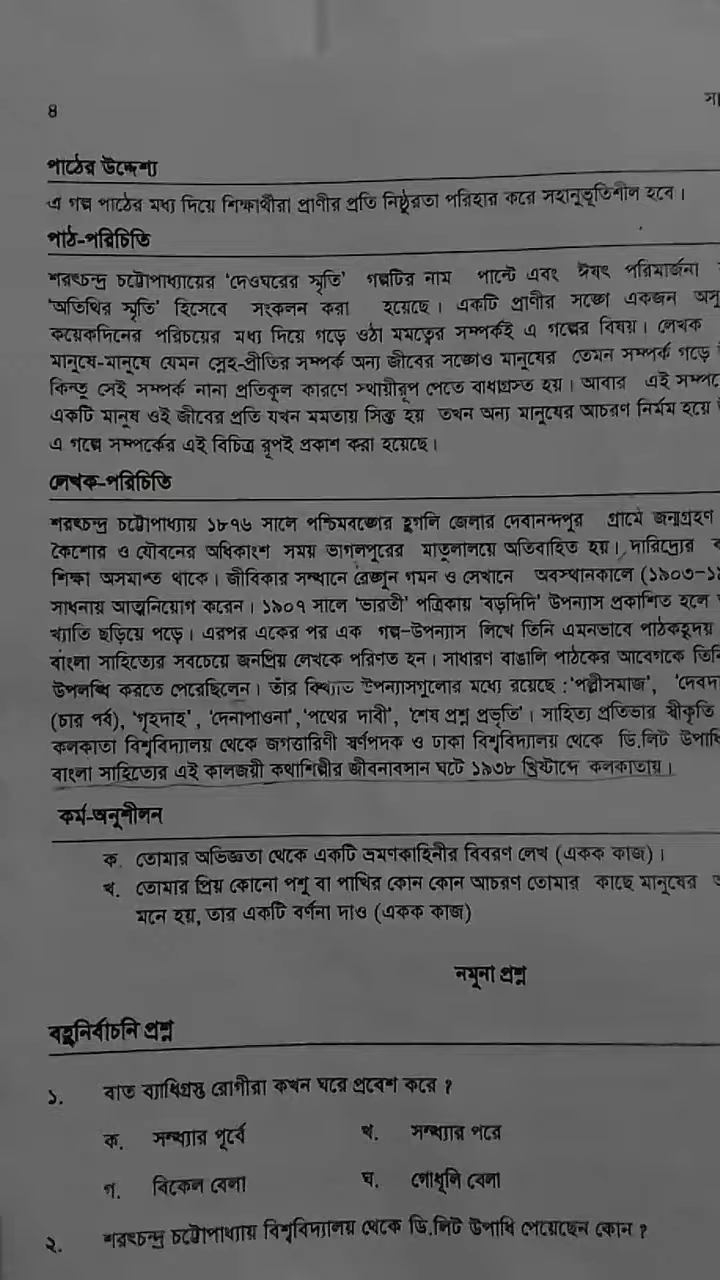 ৪
সা
পাঠের উদ্দেশ্য
এ গল্প পাঠের মধ্য দিয়ে শিক্ষার্থীরা প্রাণীর প্রতি নিষ্ঠুরতা পরিহার করে সহানুভূতিশীল হবে।
পাঠ-পরিচিতি
শরৎচন্দ্র চট্টোপাধ্যায়ের ‘দেওঘরের স্মৃতি’ গল্পটির নাম পাল্টে এবং ঈষৎ পরিমার্জনা
‘অতিথির স্মৃতি’ হিসেবে সংকলন করা হয়েছে। একটি প্রাণীর সঙ্গে একজন অসু
কয়েকদিনের পরিচয়ের মধ্য দিয়ে গড়ে ওঠা মমত্বের সম্পর্কই এ গল্পের বিষয়। লেখক
মানুষে-মানুষে যেমন স্নেহ-প্রীতির সম্পর্ক অন্য জীবের সঙ্গেও মানুষের তেমন সম্পর্ক গড়ে
কিন্তু সেই সম্পর্ক নানা প্রতিকূল কারণে স্থায়ীরূপ পেতে বাধাগ্রস্ত হয়। আবার এই সম্পর্কে
একটি মানুষ ওই জীবের প্রতি যখন মমতায় সিক্ত হয় তখন অন্য মানুষের আচরণ নির্মম হয়ে
এ গল্পে সম্পর্কের এই বিচিত্র রূপই প্রকাশ করা হয়েছে।
লেখক-পরিচিতি
শরৎচন্দ্র চট্টোপাধ্যায় ১৮৭৬ সালে পশ্চিমবঙ্গের হুগলি জেলার দেবানন্দপুর গ্রামে জন্মগ্রহণ
কৈশোর ও যৌবনের অধিকাংশ সময় ভাগলপুরের মাতুলালয়ে অতিবাহিত হয়। দারিদ্র্যের
শিক্ষা অসমাপ্ত থাকে। জীবিকার সন্ধানে রেঙ্গুন গমন ও সেখানে অবস্থানকালে (১৯০৩-১৯
সাধনায় আত্মনিয়োগ করেন। ১৯০৭ সালে ‘ভারতী’ পত্রিকায় ‘বড়দিদি’ উপন্যাস প্রকাশিত হলে
খ্যাতি ছড়িয়ে পড়ে। এরপর একের পর এক গল্প-উপন্যাস লিখে তিনি এমনভাবে পাঠকহৃদয়
বাংলা সাহিত্যের সবচেয়ে জনপ্রিয় লেখকে পরিণত হন। সাধারণ বাঙালি পাঠকের আবেগকে তিনি
উপলব্ধি করতে পেরেছিলেন। তাঁর বিখ্যাত উপন্যাসগুলোর মধ্যে রয়েছে : ‘পল্লীসমাজ’, ‘দেবদা
(চার পর্ব), ‘গৃহদাহ’, ‘দেনাপাওনা’, ‘পথের দাবী’, ‘শেষ প্রশ্ন প্রভৃতি’। সাহিত্য প্রতিভার স্বীকৃতি
কলকাতা বিশ্ববিদ্যালয় থেকে জগত্তারিণী স্বর্ণপদক ও ঢাকা বিশ্ববিদ্যালয় থেকে ডি.লিট উপাধি
বাংলা সাহিত্যের এই কালজয়ী কথাশিল্পীর জীবনাবসান ঘটে ১৯৩৮ খ্রিষ্টাব্দে কলকাতায়।
কর্ম-অনুশীলন
ক. তোমার অভিজ্ঞতা থেকে একটি ভ্রমণকাহিনীর বিবরণ লেখ (একক কাজ)।
খ. তোমার প্রিয় কোনো পশু বা পাখির কোন কোন আচরণ তোমার কাছে মানুষের
মনে হয়, তার একটি বর্ণনা দাও (একক কাজ)
নমুনা প্রশ্ন
বহুনির্বাচনি প্রশ্ন
১. বাত ব্যাধিগ্রস্ত রোগীরা কখন ঘরে প্রবেশ করে ?
ক. সন্ধ্যার পূর্বে খ. সন্ধ্যার পরে
গ. বিকেল বেলা ঘ. গোধূলি বেলা
২. শরৎচন্দ্র চট্টোপাধ্যায় বিশ্ববিদ্যালয় থেকে ডি.লিট উপাধি পেয়েছেন কোন ?